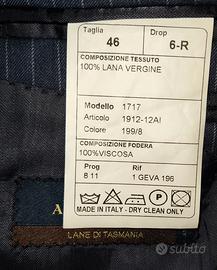 Taglia Drop
46 6-R
COMPOSIZIONE TESSUTO
100% LANA VERGINE
Modello 1717
Articolo 1912-12AI
Colore 199/8
COMPOSIZIONE FODERA
100%VISCOSA
Prog Rif
B 11 1 GEVA 196
MADE IN ITALY - DRY CLEAN ONLY
A
LANE DI TASMANIA
subito